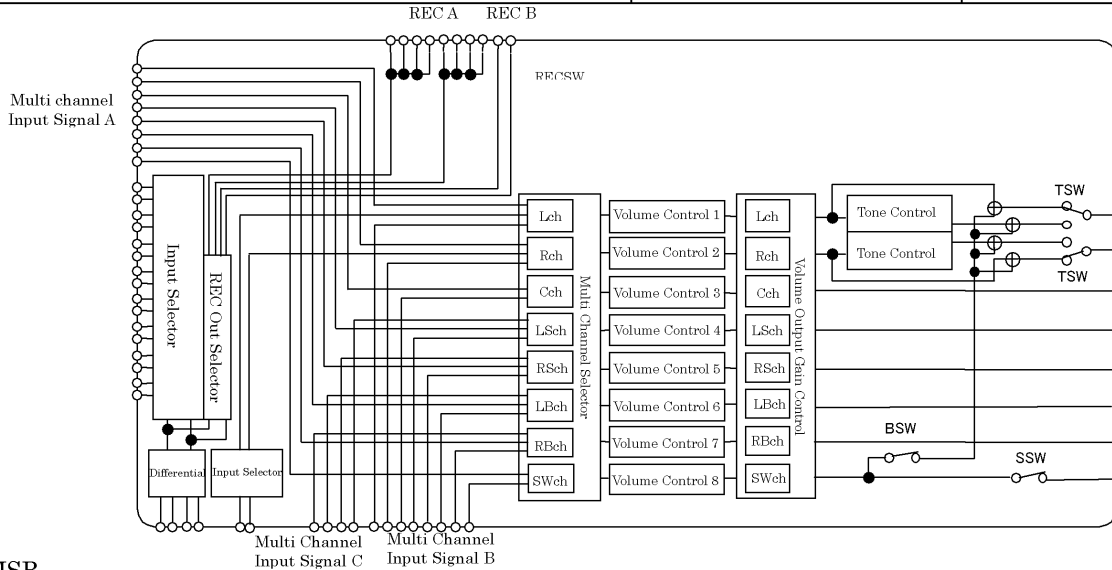 REC A
REC B
RECSW
Multi channel
Input Signal A
Input Selector
REC Out Selector
Differential
Input Selector
Multi Channel
Input Signal C
Multi Channel
Input Signal B
Lch
Rch
Cch
LSch
RSch
LBch
RBch
SWch
Multi Channel Selector
Volume Control 1
Volume Control 2
Volume Control 3
Volume Control 4
Volume Control 5
Volume Control 6
Volume Control 7
Volume Control 8
Lch
Rch
Cch
LSch
RSch
LBch
RBch
SWch
Volume Output Gain Control
Tone Control
Tone Control
TSW
TSW
BSW
SSW